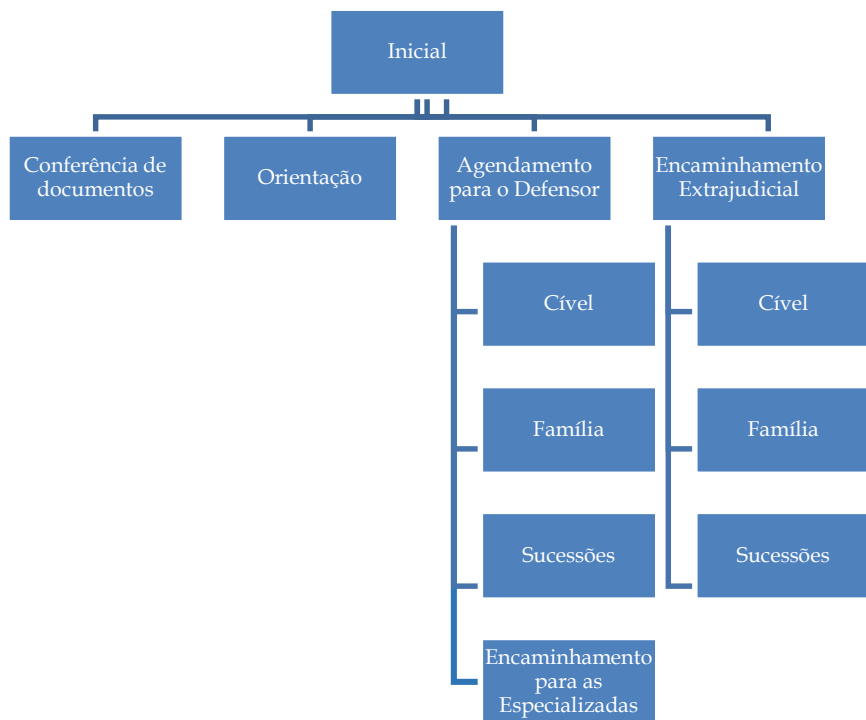 Inicial
Conferência de
documentos
Orientação
Agendamento
para o Defensor
Encaminhamento
Extrajudicial
Cível
Família
Sucessões
Encaminhamento
para as
Especializadas
Cível
Família
Sucessões